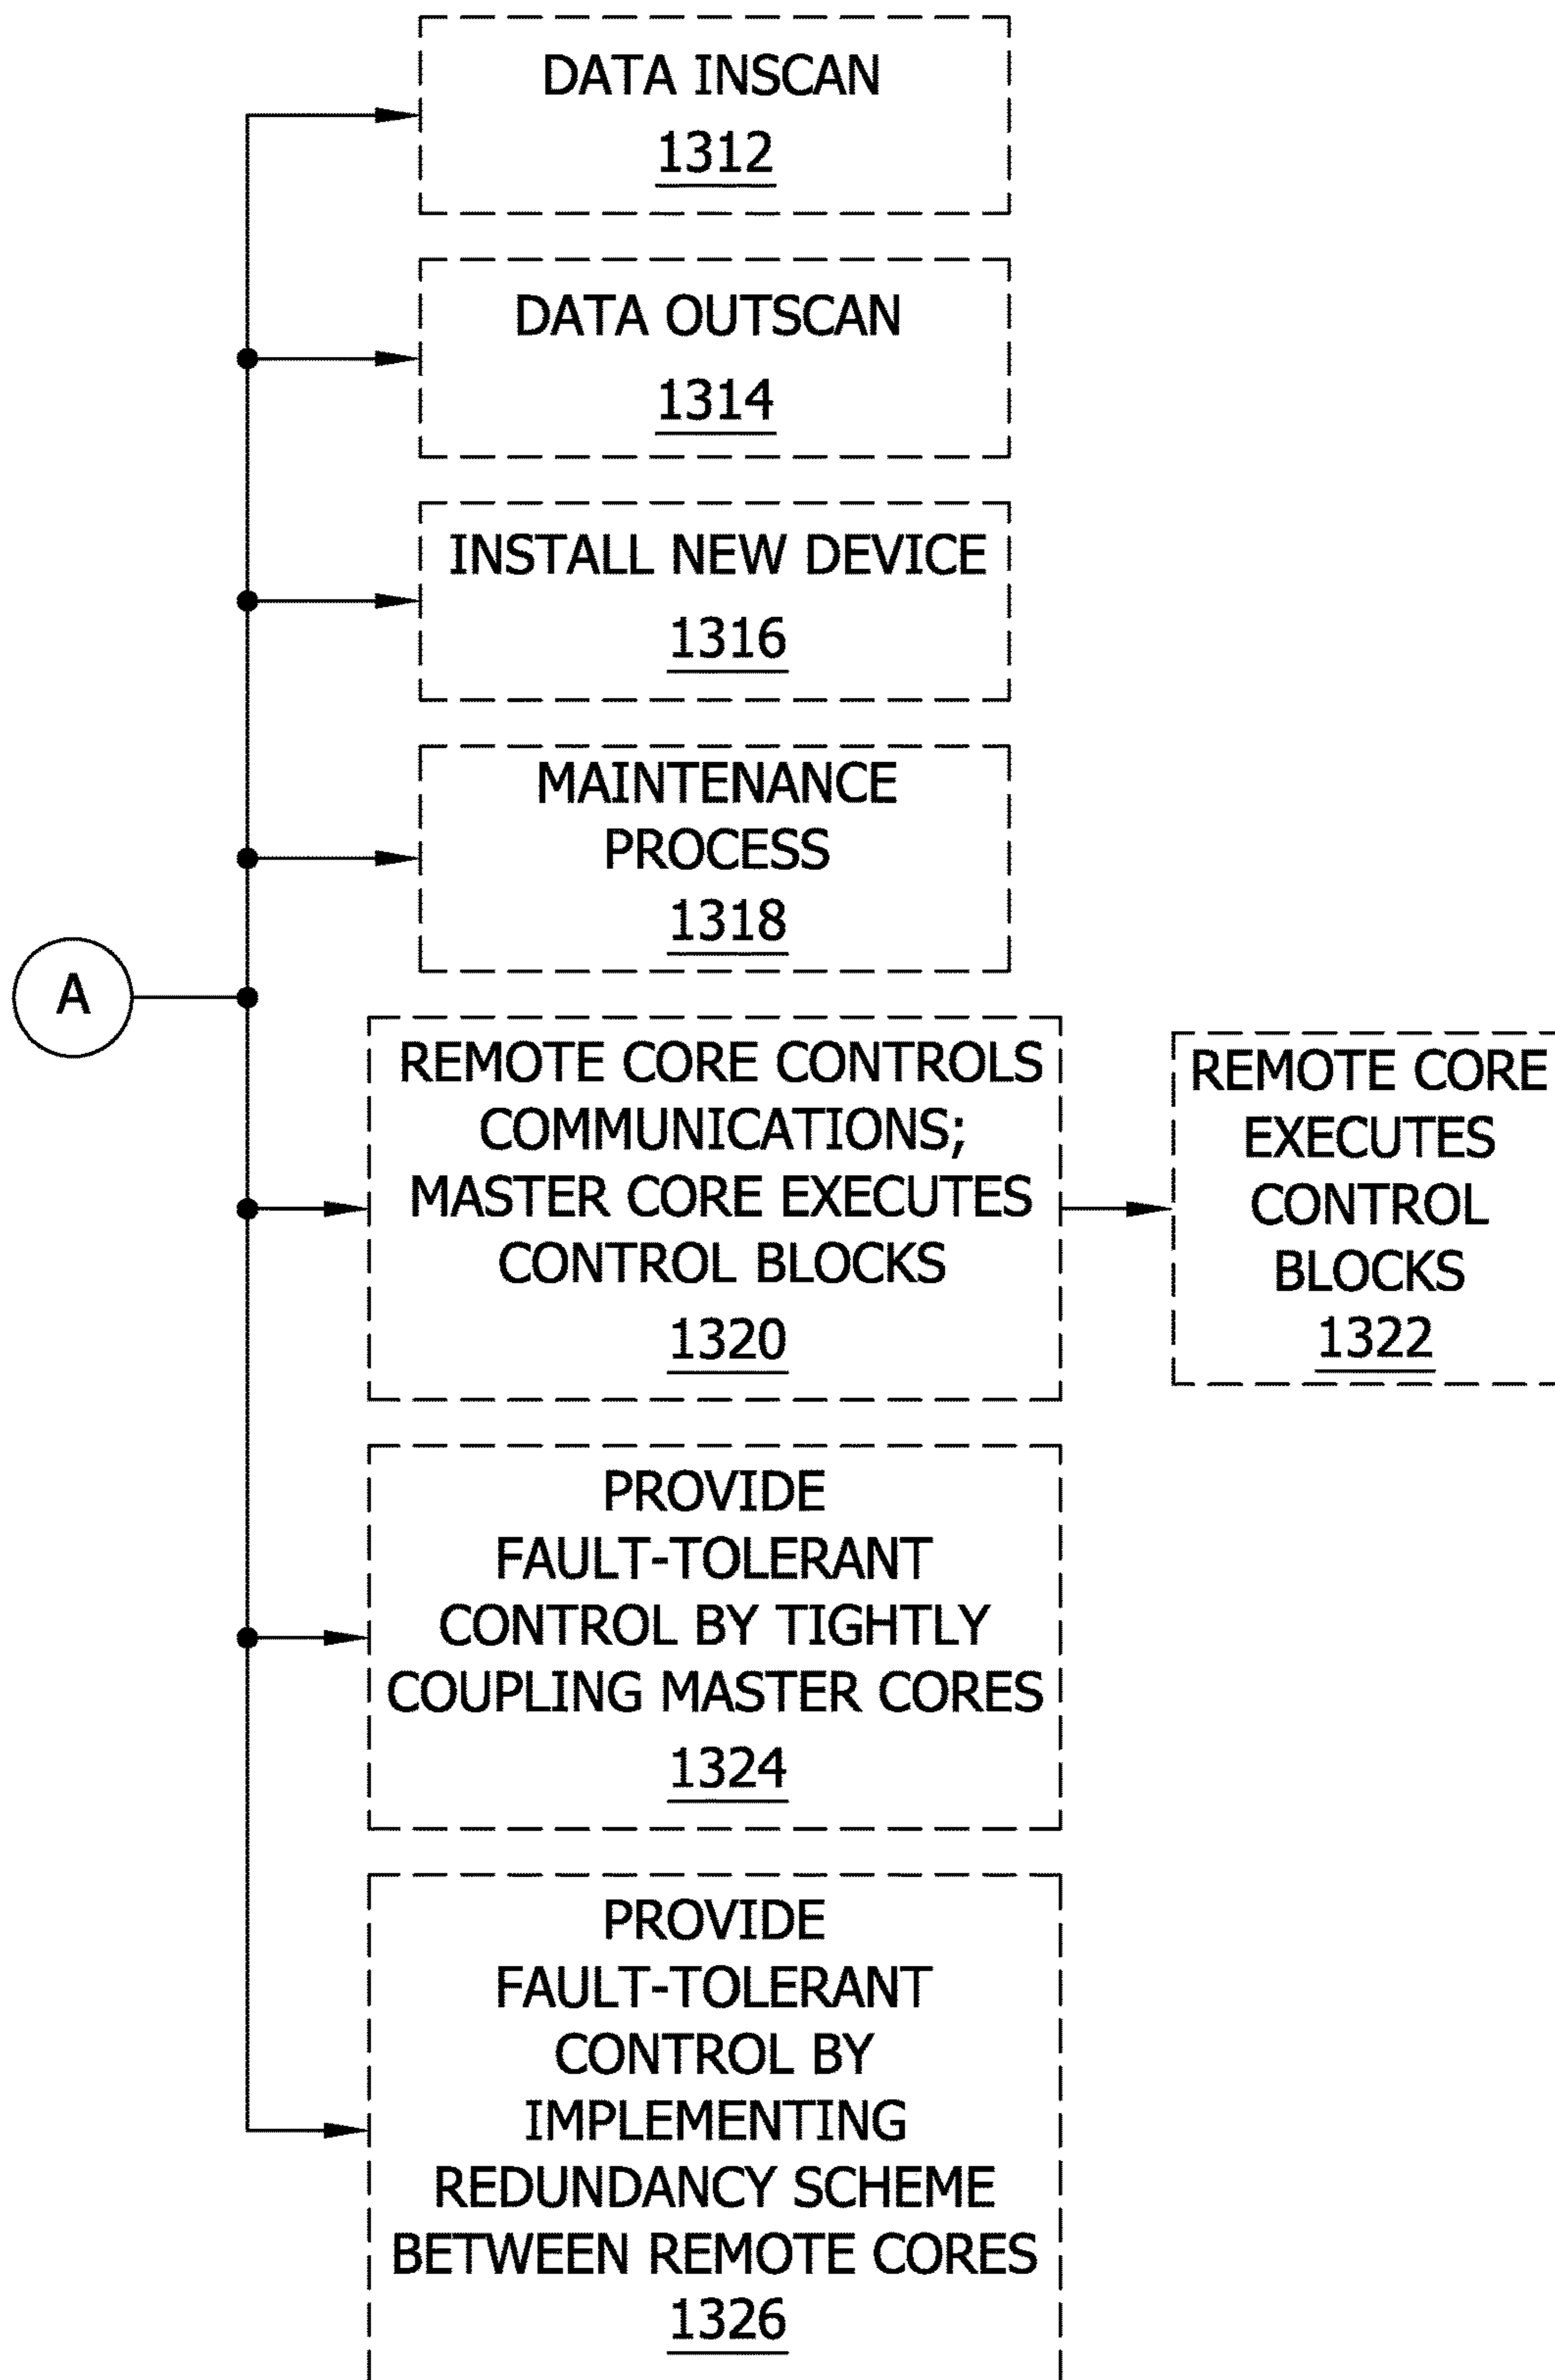 DATA INSCAN
1312
DATA OUTSCAN
1314
INSTALL NEW DEVICE
1316
MAINTENANCE
PROCESS
1318
A
REMOTE CORE CONTROLS
COMMUNICATIONS;
MASTER CORE EXECUTES
CONTROL BLOCKS
1320
REMOTE CORE
EXECUTES
CONTROL
BLOCKS
1322
PROVIDE
FAULT-TOLERANT
CONTROL BY TIGHTLY
COUPLING MASTER CORES
1324
PROVIDE
FAULT-TOLERANT
CONTROL BY
IMPLEMENTING
REDUNDANCY SCHEME
BETWEEN REMOTE CORES
1326